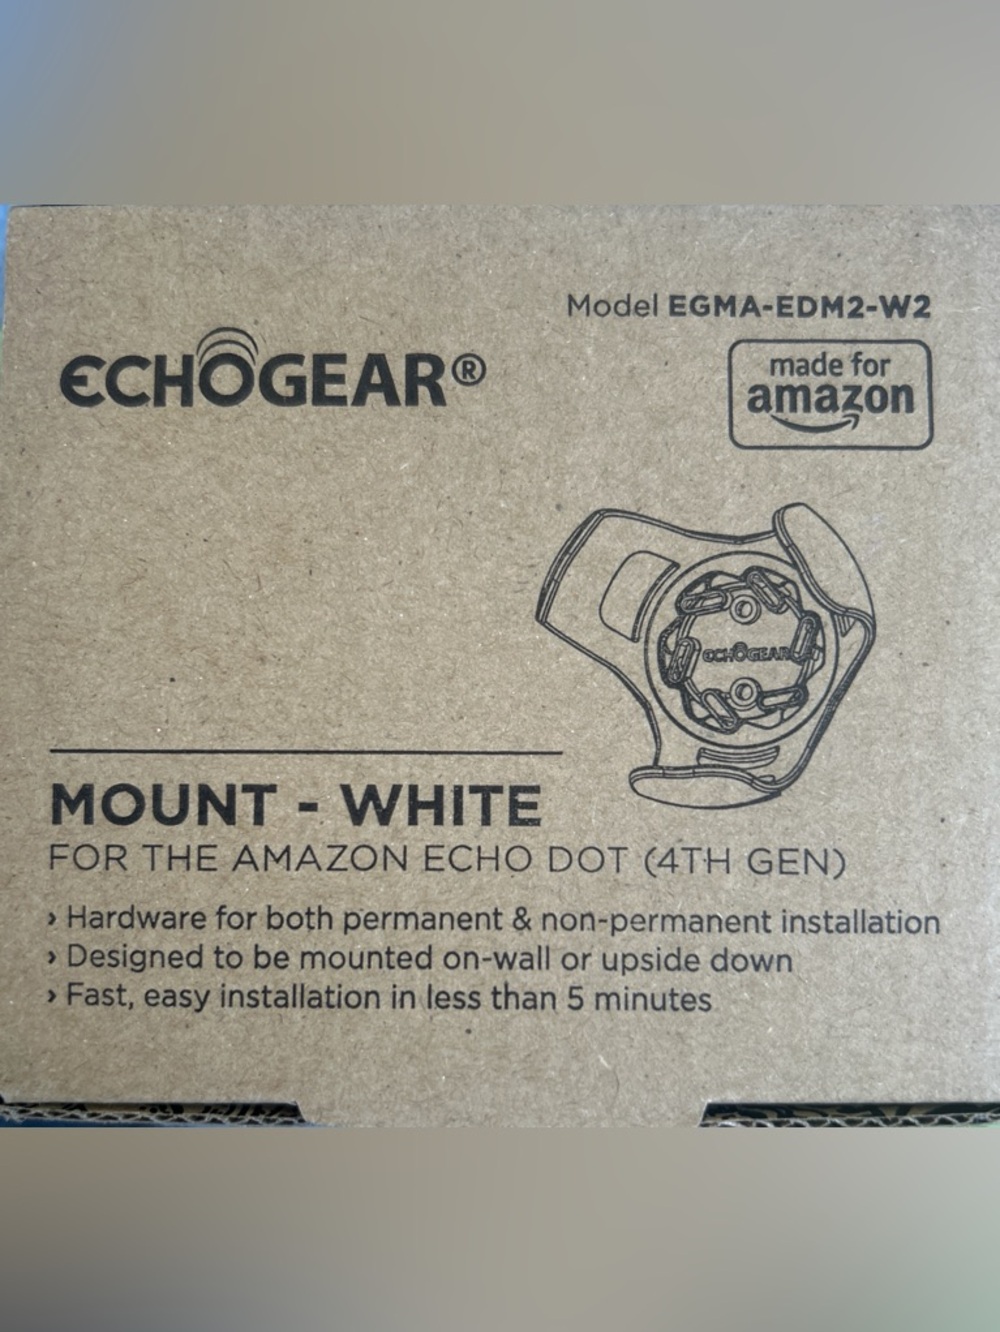 Model EGMA-EDM2-W2
ECHOGEAR®
made for
amazon
ECHOGEAR
MOUNT - WHITE
FOR THE AMAZON ECHO DOT (4TH GEN)
› Hardware for both permanent & non-permanent installation
› Designed to be mounted on-wall or upside down
› Fast, easy installation in less than 5 minutes